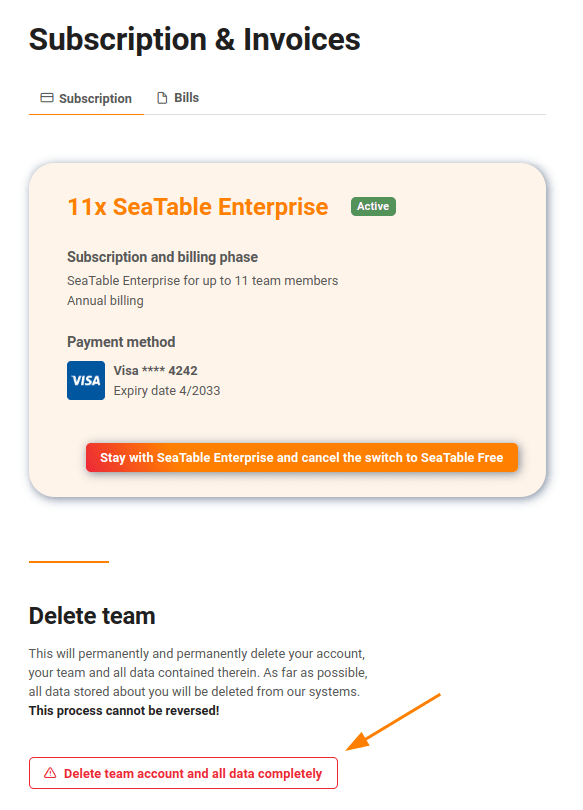 Subscription & Invoices
Subscription
Bills
11x SeaTable Enterprise
Active
Subscription and billing phase
SeaTable Enterprise for up to 11 team members
Annual billing
Payment method
VISA
Visa **** 4242
Expiry date 4/2033
Stay with SeaTable Enterprise and cancel the switch to SeaTable Free
Delete team
This will permanently and permanently delete your account,
your team and all data contained therein. As far as possible,
all data stored about you will be deleted from our systems.
This process cannot be reversed!
Delete team account and all data completely